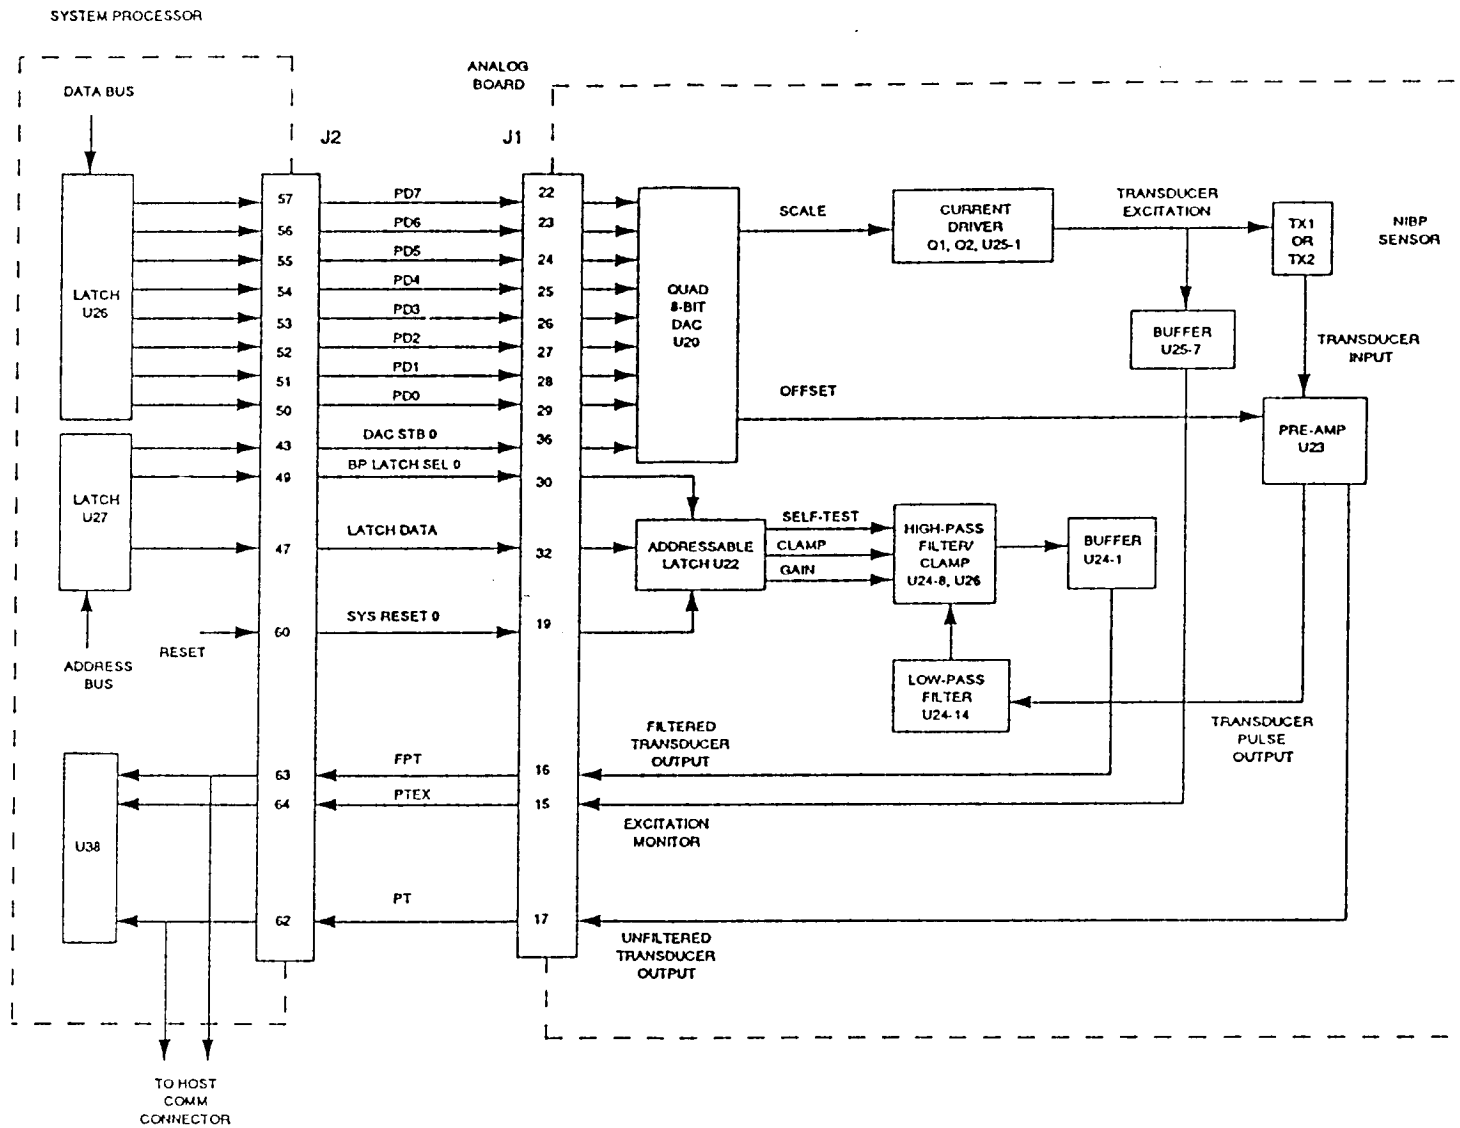 SYSTEM PROCESSOR
DATA BUS
ANALOG
BOARD
J2
J1
LATCH
U26
57
56
55
54
53
52
51
50
PD7
PD6
PD5
PD4
PD3
PD2
PD1
PD0
22
23
24
25
26
27
28
29
QUAD
8-BIT
DAC
U20
SCALE
OFFSET
CURRENT
DRIVER
Q1, Q2, U25-1
TRANSDUCER
EXCITATION
TX1
OR
TX2
NIBP
SENSOR
BUFFER
U25-7
TRANSDUCER
INPUT
PRE-AMP
U23
LATCH
U27
43
49
47
60
DAC STB 0
BP LATCH SEL 0
LATCH DATA
SYS RESET 0
36
30
32
19
RESET
ADDRESS
BUS
ADDRESSABLE
LATCH U22
SELF-TEST
CLAMP
GAIN
HIGH-PASS
FILTER/
CLAMP
U24-8, U26
BUFFER
U24-1
LOW-PASS
FILTER
U24-14
TRANSDUCER
PULSE
OUTPUT
FILTERED
TRANSDUCER
OUTPUT
U38
63
64
62
FPT
PTEX
PT
16
15
17
EXCITATION
MONITOR
UNFILTERED
TRANSDUCER
OUTPUT
TO HOST
COMM
CONNECTOR